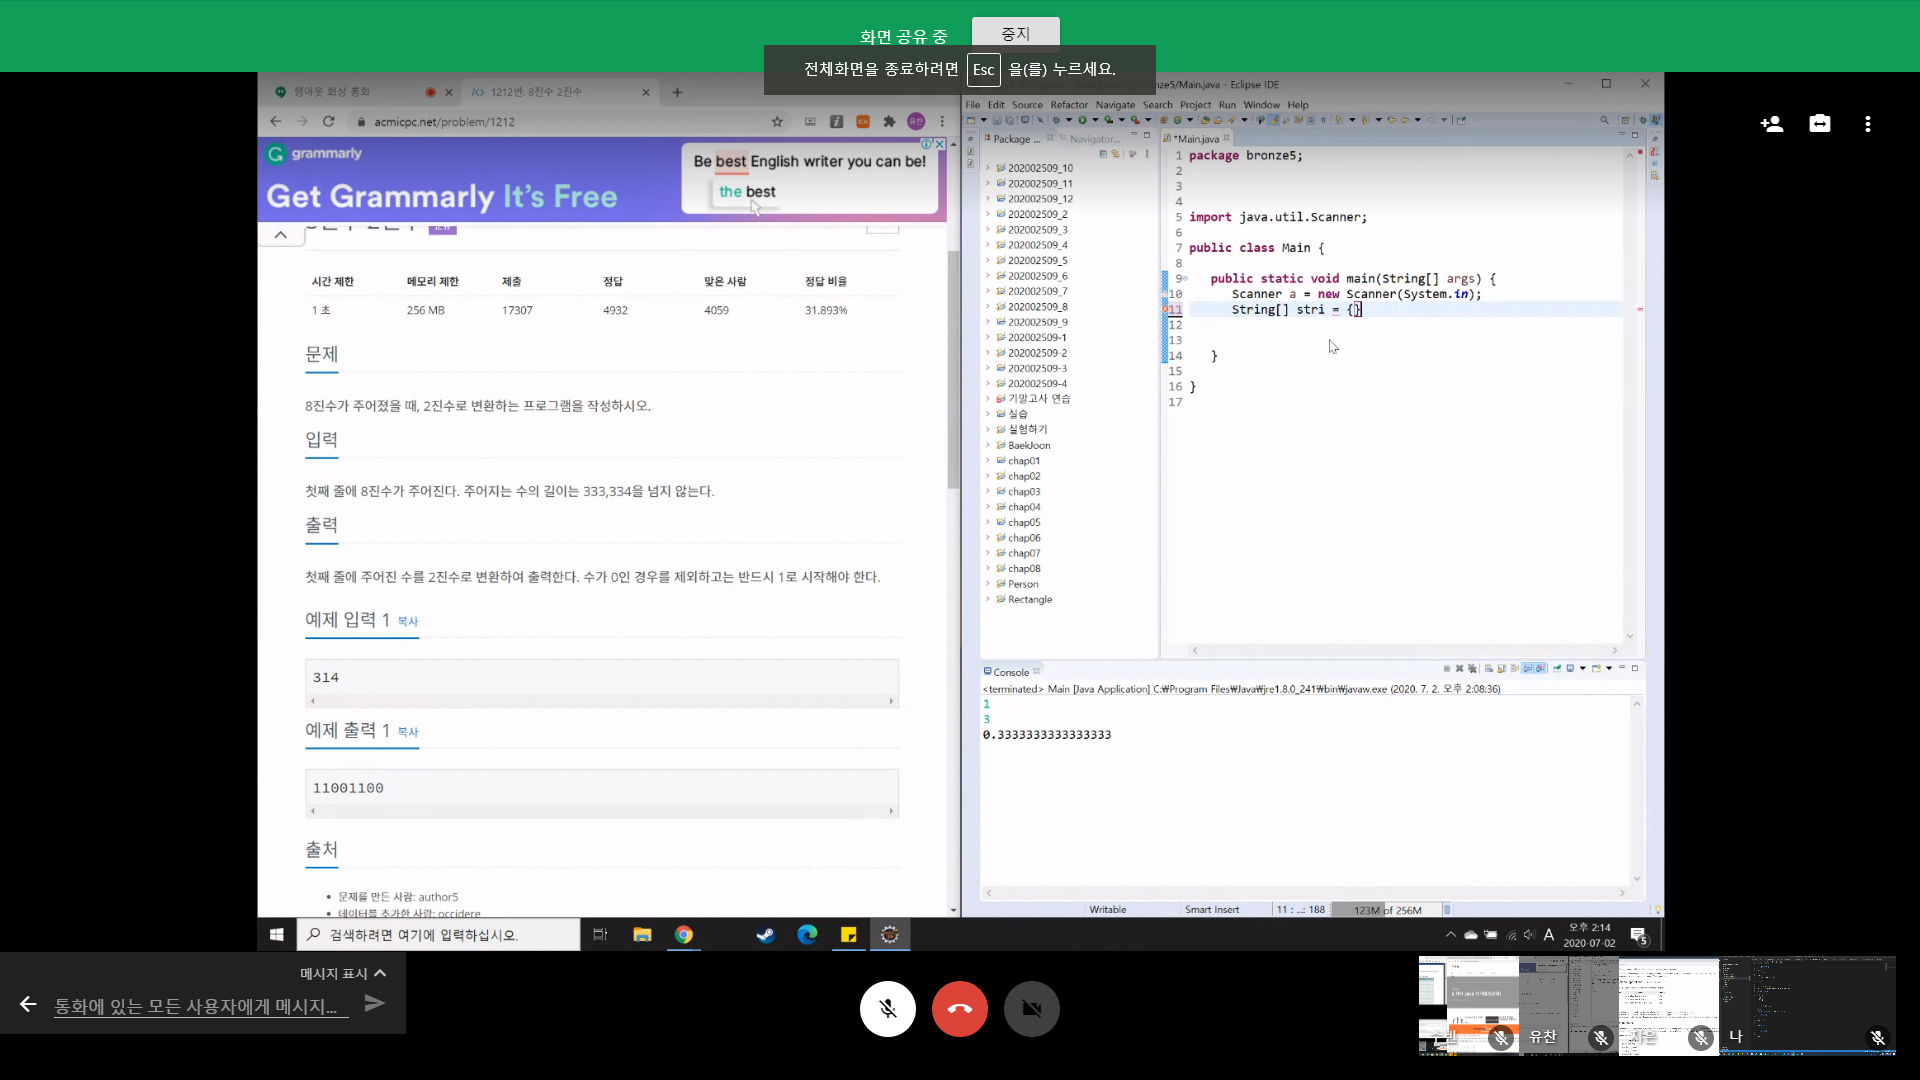 화면 공유 중
중지
전체화면을 종료하려면 Esc 을(를) 누르세요.
행아웃 화상 통화
1212번: 8진수 2진수
acmicpc.net/problem/1212
유찬
grammarly
Get Grammarly It's Free
Be best English writer you can be!
the best
시간 제한 메모리 제한 제출 정답 맞은 사람 정답 비율
1 초 256 MB 17307 4932 4059 31.893%
문제
8진수가 주어졌을 때, 2진수로 변환하는 프로그램을 작성하시오.
입력
첫째 줄에 8진수가 주어진다. 주어지는 수의 길이는 333,334을 넘지 않는다.
출력
첫째 줄에 주어진 수를 2진수로 변환하여 출력한다. 수가 0인 경우를 제외하고는 반드시 1로 시작해야 한다.
예제 입력 1 복사
314
예제 출력 1 복사
11001100
출처
문제를 만든 사람: author5
데이터를 추가한 사람: occidere
/Main.java - Eclipse IDE
File Edit Source Refactor Navigate Search Project Run Window Help
Package ...
Navigator...
202002509_10
202002509_11
202002509_12
202002509_2
202002509_3
202002509_4
202002509_5
202002509_6
202002509_7
202002509_8
202002509_9
202002509-1
202002509-2
202002509-3
202002509-4
기말고사 연습
실습
실험하기
BaekJoon
chap01
chap02
chap03
chap04
chap05
chap06
chap07
chap08
Person
Rectangle
*Main.java
1 package bronze5;
2
3
4
5 import java.util.Scanner;
6
7 public class Main {
8
9 public static void main(String[] args) {
10 Scanner a = new Scanner(System.in);
11 String[] stri = {}
12
13
14 }
15
16 }
17
Console
<terminated> Main [Java Application] C:₩Program Files₩Java₩jre1.8.0_241₩bin₩javaw.exe (2020. 7. 2. 오후 2:08:36)
1
3
0.3333333333333333
Writable
Smart Insert
11 : ...: 188
123M of 256M
검색하려면 여기에 입력하십시오.
A
오후 2:14
2020-07-02
5
메시지 표시
통화에 있는 모든 사용자에게 메시지...
유찬
나